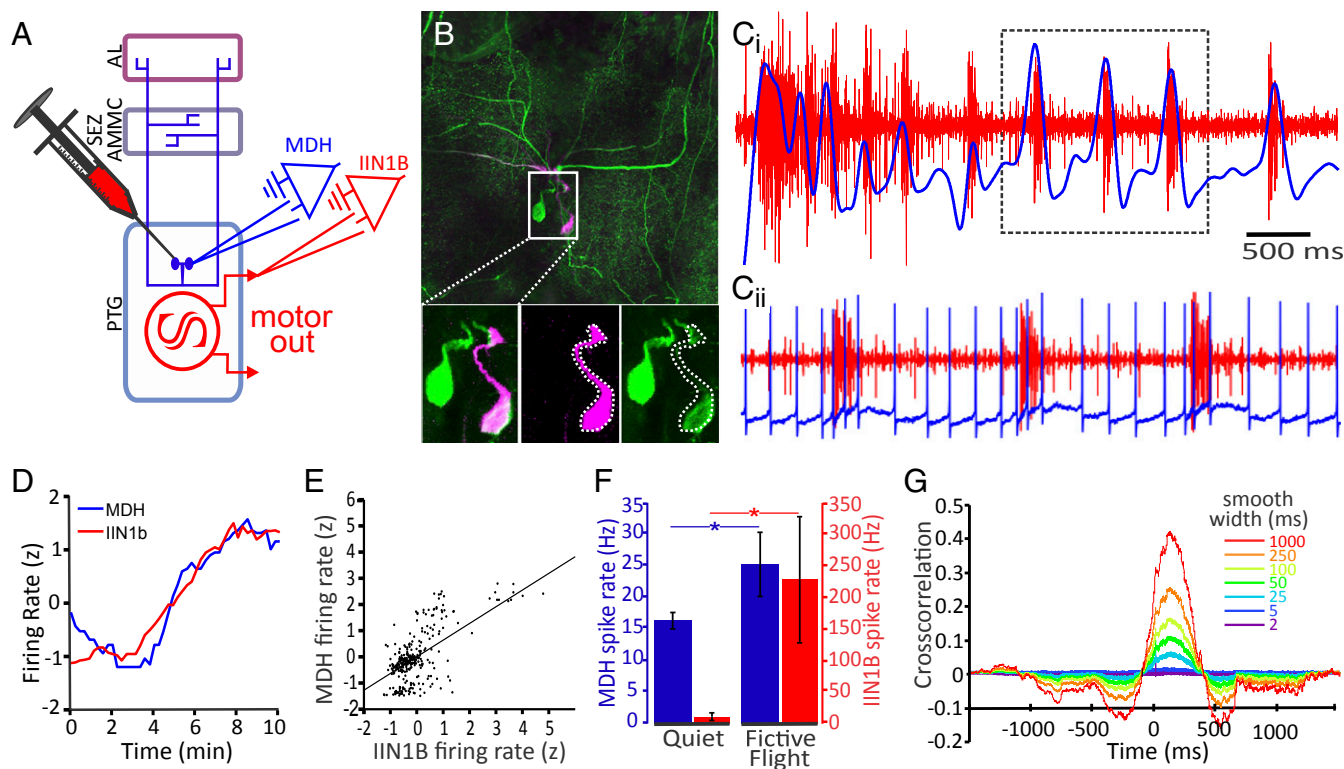 A
AL
SEZ
AMMC
PTG
MDH
IIN1B
motor
out
B
Ci
500 ms
Cii
D
Firing Rate (z)
2
1
0
-1
-2
MDH
IIN1b
0 2 4 6 8 10
Time (min)
E
MDH firing rate (z)
6
5
4
3
2
1
0
-1
-2
-2 -1 0 1 2 3 4 5
IIN1B firing rate (z)
F
MDH spike rate (Hz)
35
30
25
20
15
10
5
0
* *
350
300
250
200
150
100
50
0
IIN1B spike rate (Hz)
Quiet
Fictive
Flight
G
Crosscorrelation
0.5
0.4
0.3
0.2
0.1
0
-0.1
0.2
smooth
width (ms)
1000
250
100
50
25
5
2
-1000 -500 0 500 1000
Time (ms)